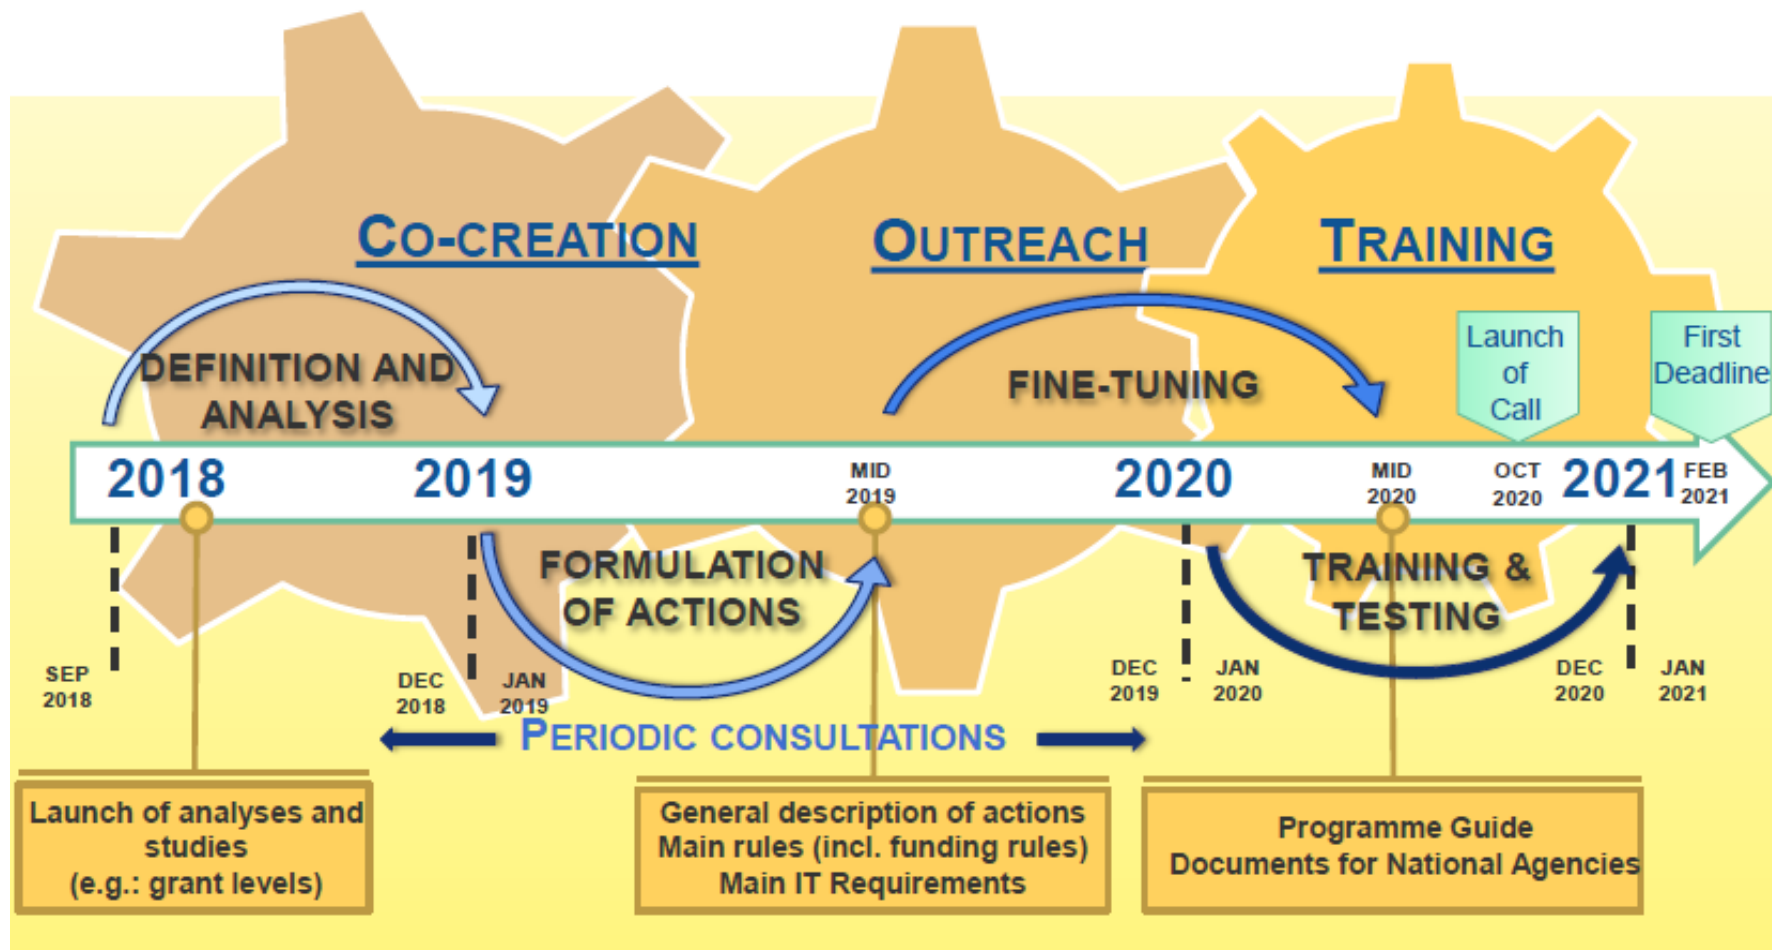 CO-CREATION
OUTREACH
TRAINING
DEFINITION AND
ANALYSIS
FINE-TUNING
Launch
of
Call
First
Deadline
2018
2019
MID
2019
2020
MID
2020
OCT
2020
2021
FEB
2021
FORMULATION
OF ACTIONS
TRAINING &
TESTING
SEP
2018
DEC
2018
JAN
2019
DEC
2019
JAN
2020
DEC
2020
JAN
2021
PERIODIC CONSULTATIONS
Launch of analyses and
studies
(e.g.: grant levels)
General description of actions
Main rules (incl. funding rules)
Main IT Requirements
Programme Guide
Documents for National Agencies